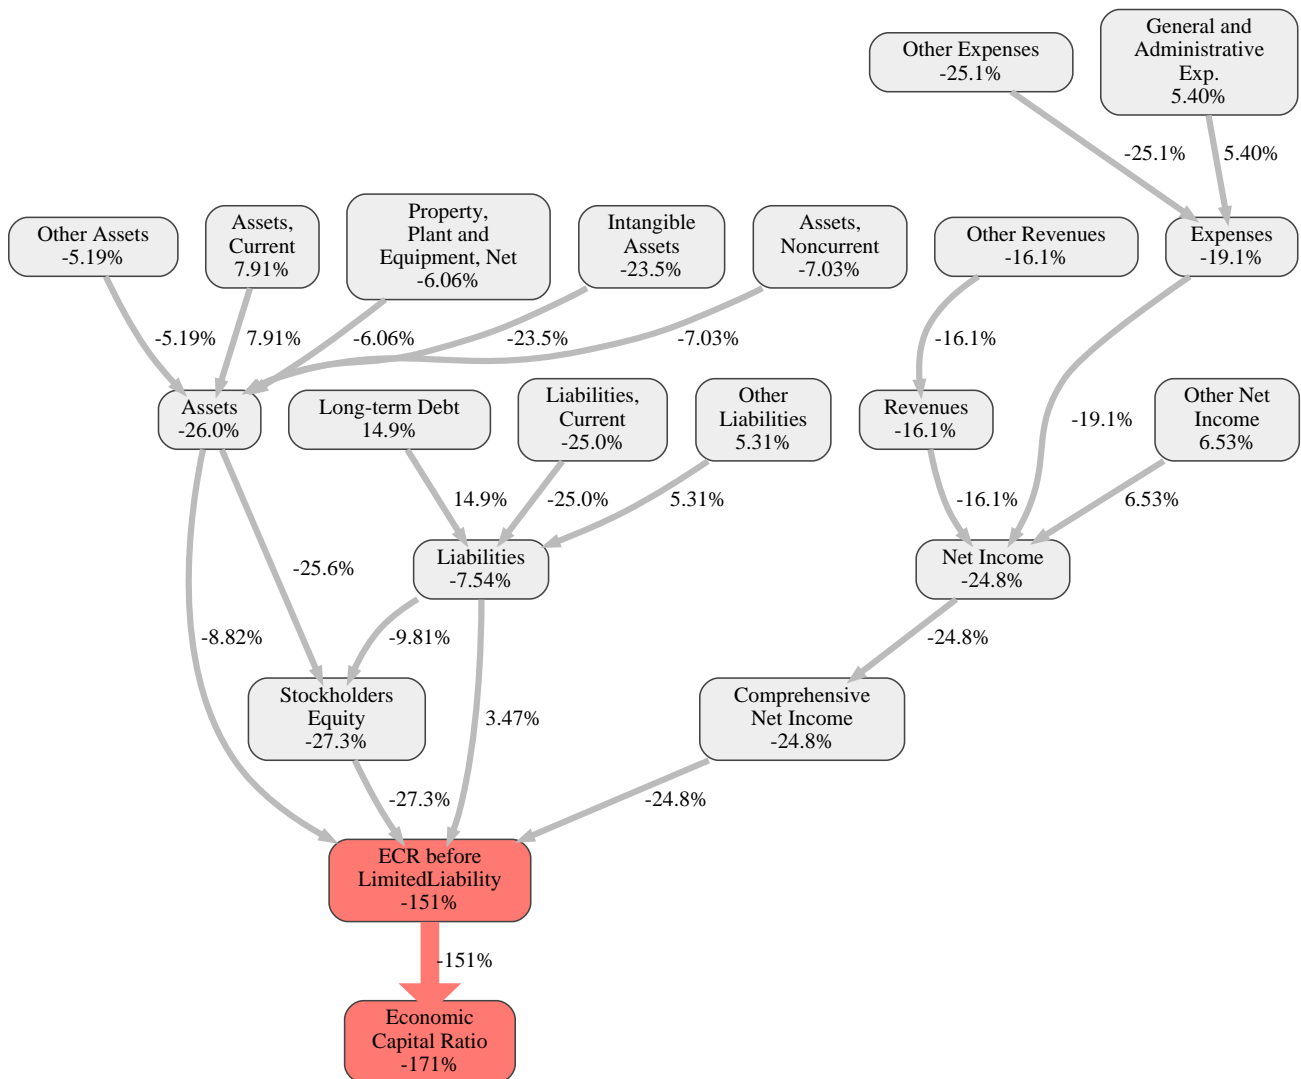 General and
Administrative
Exp.
5.40%
Other Expenses
-25.1%
-25.1%
5.40%
Other Assets
-5.19%
Assets,
Current
7.91%
Property,
Plant and
Equipment, Net
-6.06%
Intangible
Assets
-23.5%
Assets,
Noncurrent
-7.03%
Other Revenues
-16.1%
Expenses
-19.1%
-5.19%
7.91%
-6.06%
-23.5%
-7.03%
-16.1%
Assets
-26.0%
Long-term Debt
14.9%
Liabilities,
Current
-25.0%
Other
Liabilities
5.31%
Revenues
-16.1%
-19.1%
Other Net
Income
6.53%
14.9%
-25.0%
5.31%
-16.1%
6.53%
-25.6%
Liabilities
-7.54%
Net Income
-24.8%
-8.82%
-9.81%
-24.8%
Stockholders
Equity
-27.3%
3.47%
Comprehensive
Net Income
-24.8%
-27.3%
-24.8%
ECR before
LimitedLiability
-151%
-151%
Economic
Capital Ratio
-171%